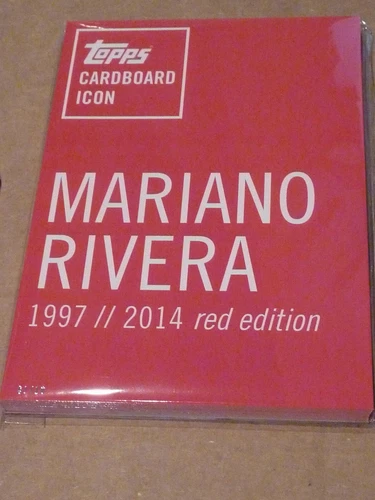 topps
CARDBOARD
ICON
MARIANO
RIVERA
1997 // 2014 red edition